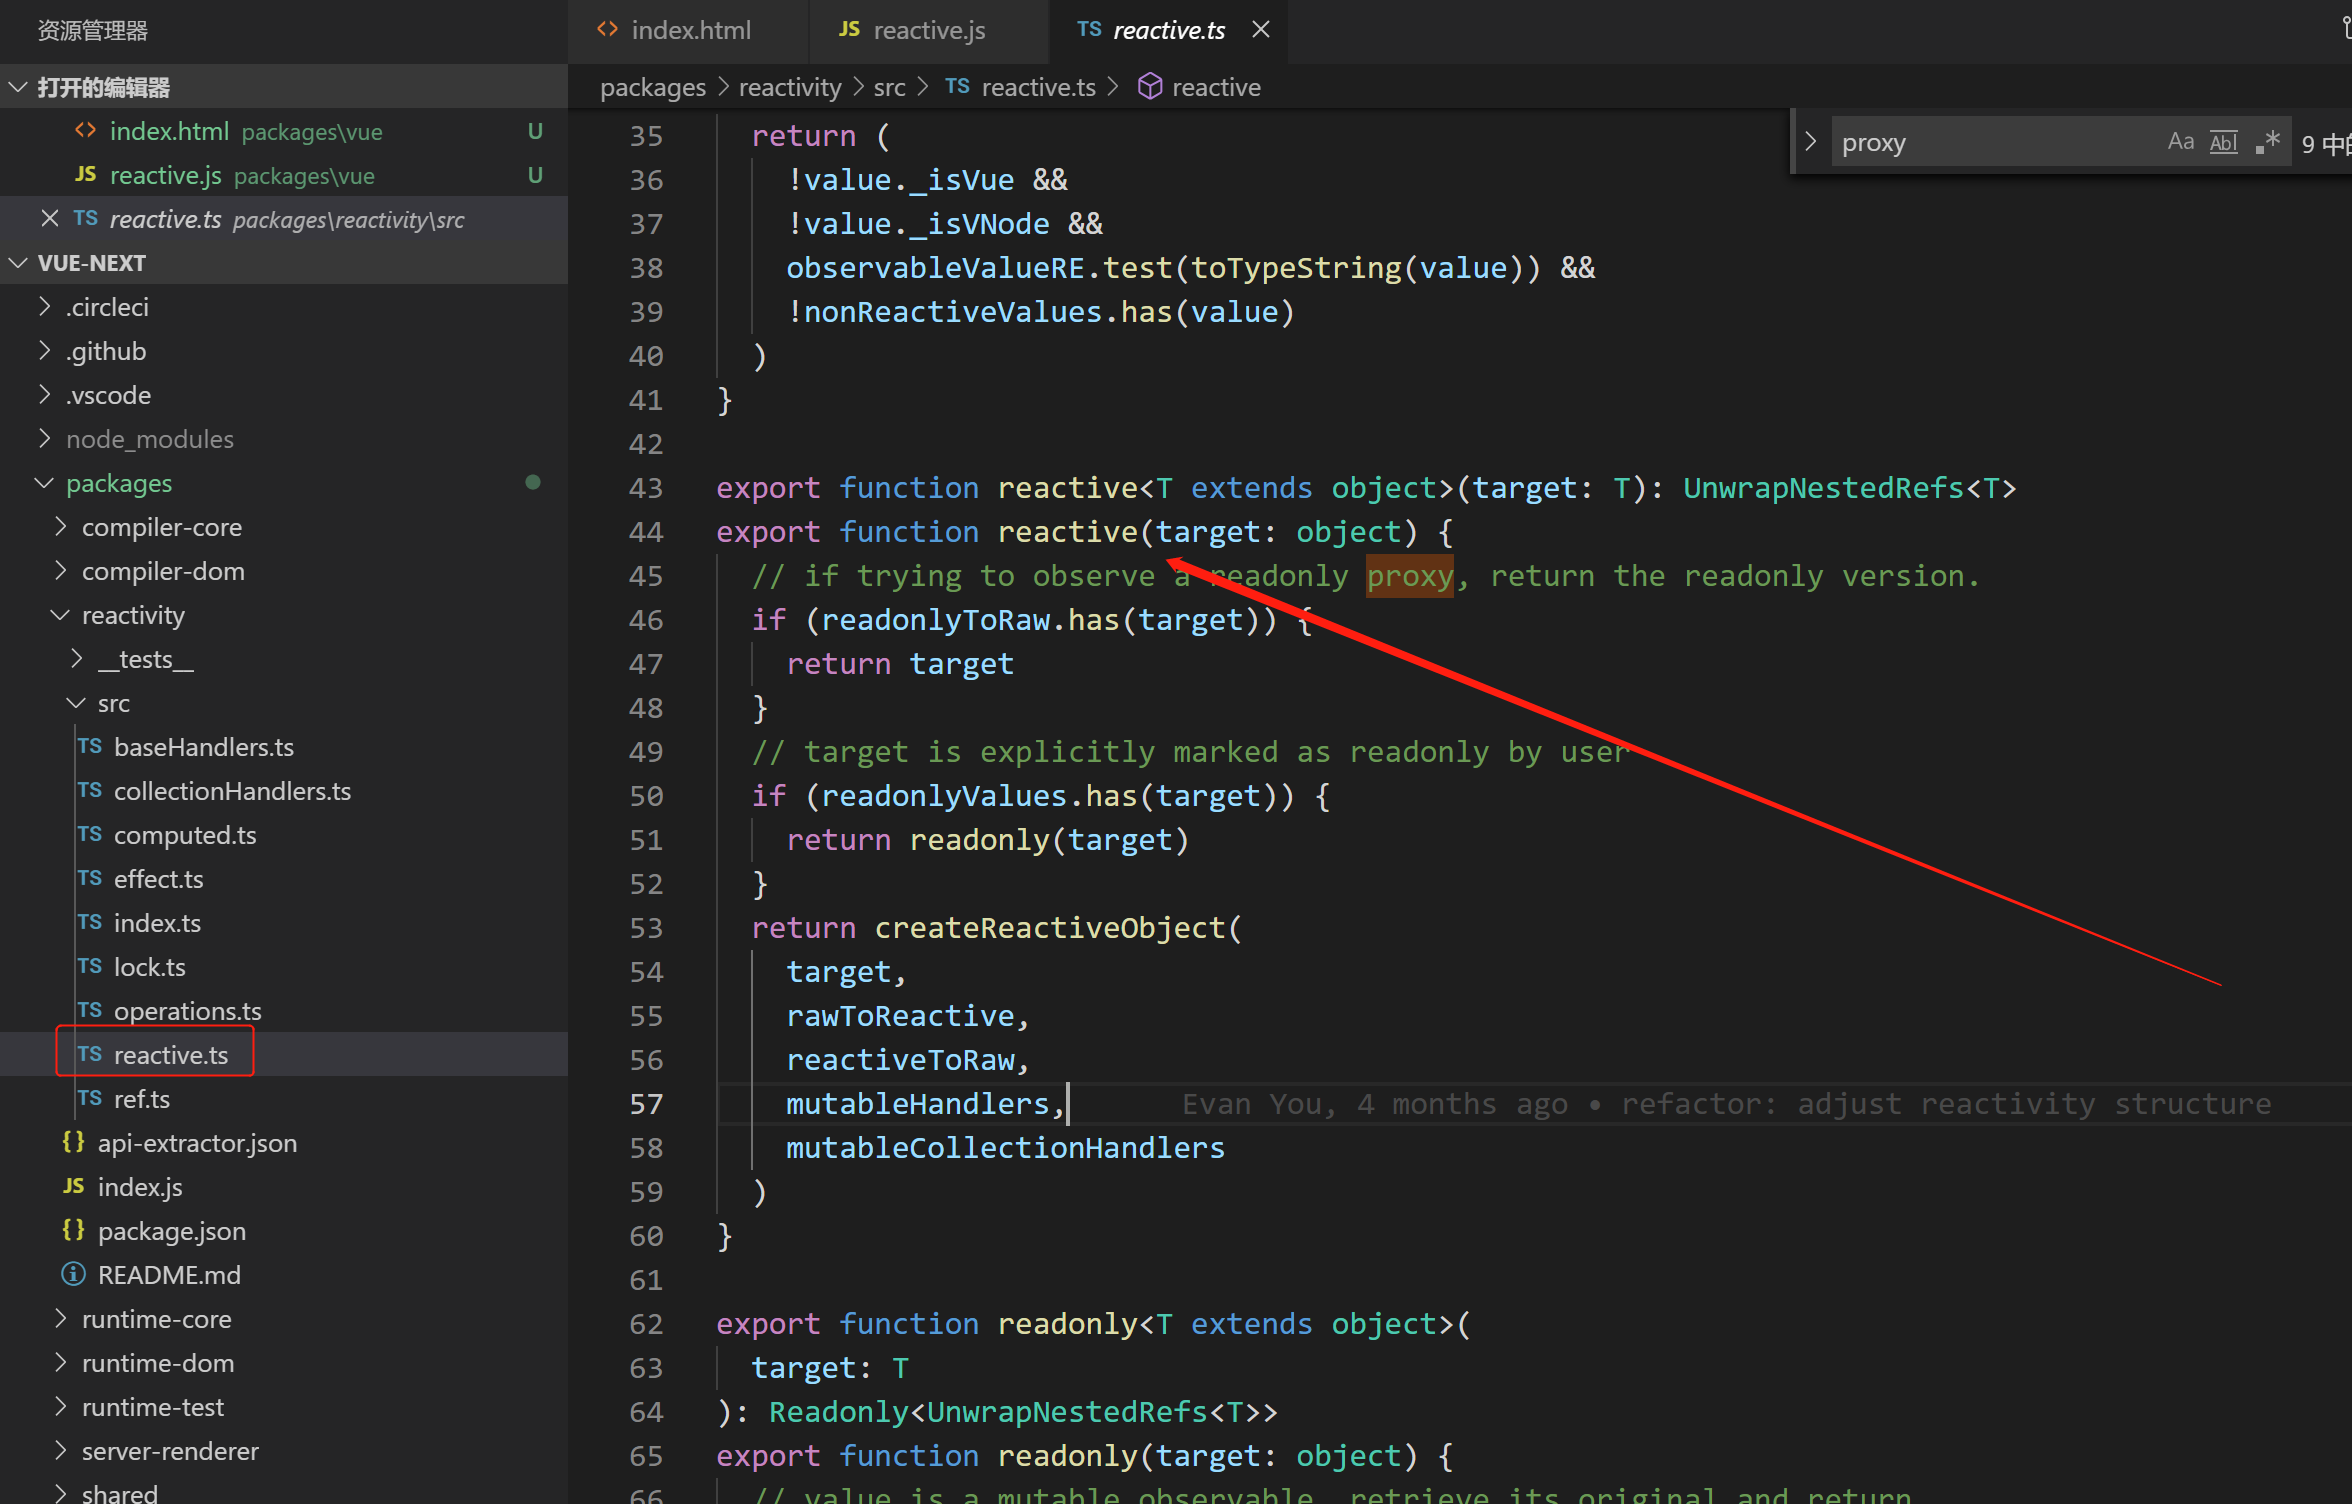 资源管理器
打开的编辑器
index.html packages\vue U
reactive.js packages\vue U
reactive.ts packages\reactivity\src
VUE-NEXT
.circleci
.github
.vscode
node_modules
packages
compiler-core
compiler-dom
reactivity
__tests__
src
TS baseHandlers.ts
TS collectionHandlers.ts
TS computed.ts
TS effect.ts
TS index.ts
TS lock.ts
TS operations.ts
TS reactive.ts
TS ref.ts
{} api-extractor.json
JS index.js
{} package.json
README.md
runtime-core
runtime-dom
runtime-test
server-renderer
shared
<> index.html JS reactive.js TS reactive.ts
packages > reactivity > src > TS reactive.ts > reactive
proxy Aa Abl .* 9 中的
35 return (
36 !value._isVue &&
37 !value._isVNode &&
38 observableValueRE.test(toTypeString(value)) &&
39 !nonReactiveValues.has(value)
40 )
41 }
42
43 export function reactive<T extends object>(target: T): UnwrapNestedRefs<T>
44 export function reactive(target: object) {
45 // if trying to observe a readonly proxy, return the readonly version.
46 if (readonlyToRaw.has(target)) {
47 return target
48 }
49 // target is explicitly marked as readonly by user
50 if (readonlyValues.has(target)) {
51 return readonly(target)
52 }
53 return createReactiveObject(
54 target,
55 rawToReactive,
56 reactiveToRaw,
57 mutableHandlers, Evan You, 4 months ago • refactor: adjust reactivity structure
58 mutableCollectionHandlers
59 )
60 }
61
62 export function readonly<T extends object>(
63 target: T
64 ): Readonly<UnwrapNestedRefs<T>>
65 export function readonly(target: object) {
66 // value is a mutable observable, retrieve its original and return